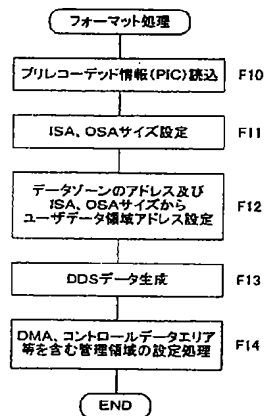 フォーマット処理
プリレコーデッド情報(PIC)読込 F10
ISA、OSAサイズ設定 F11
データゾーンのアドレス及び
ISA、OSAサイズから
ユーザデータ領域アドレス設定 F12
DDSデータ生成 F13
DMA、コントロールデータエリア
等を含む管理領域の設定処理 F14
END